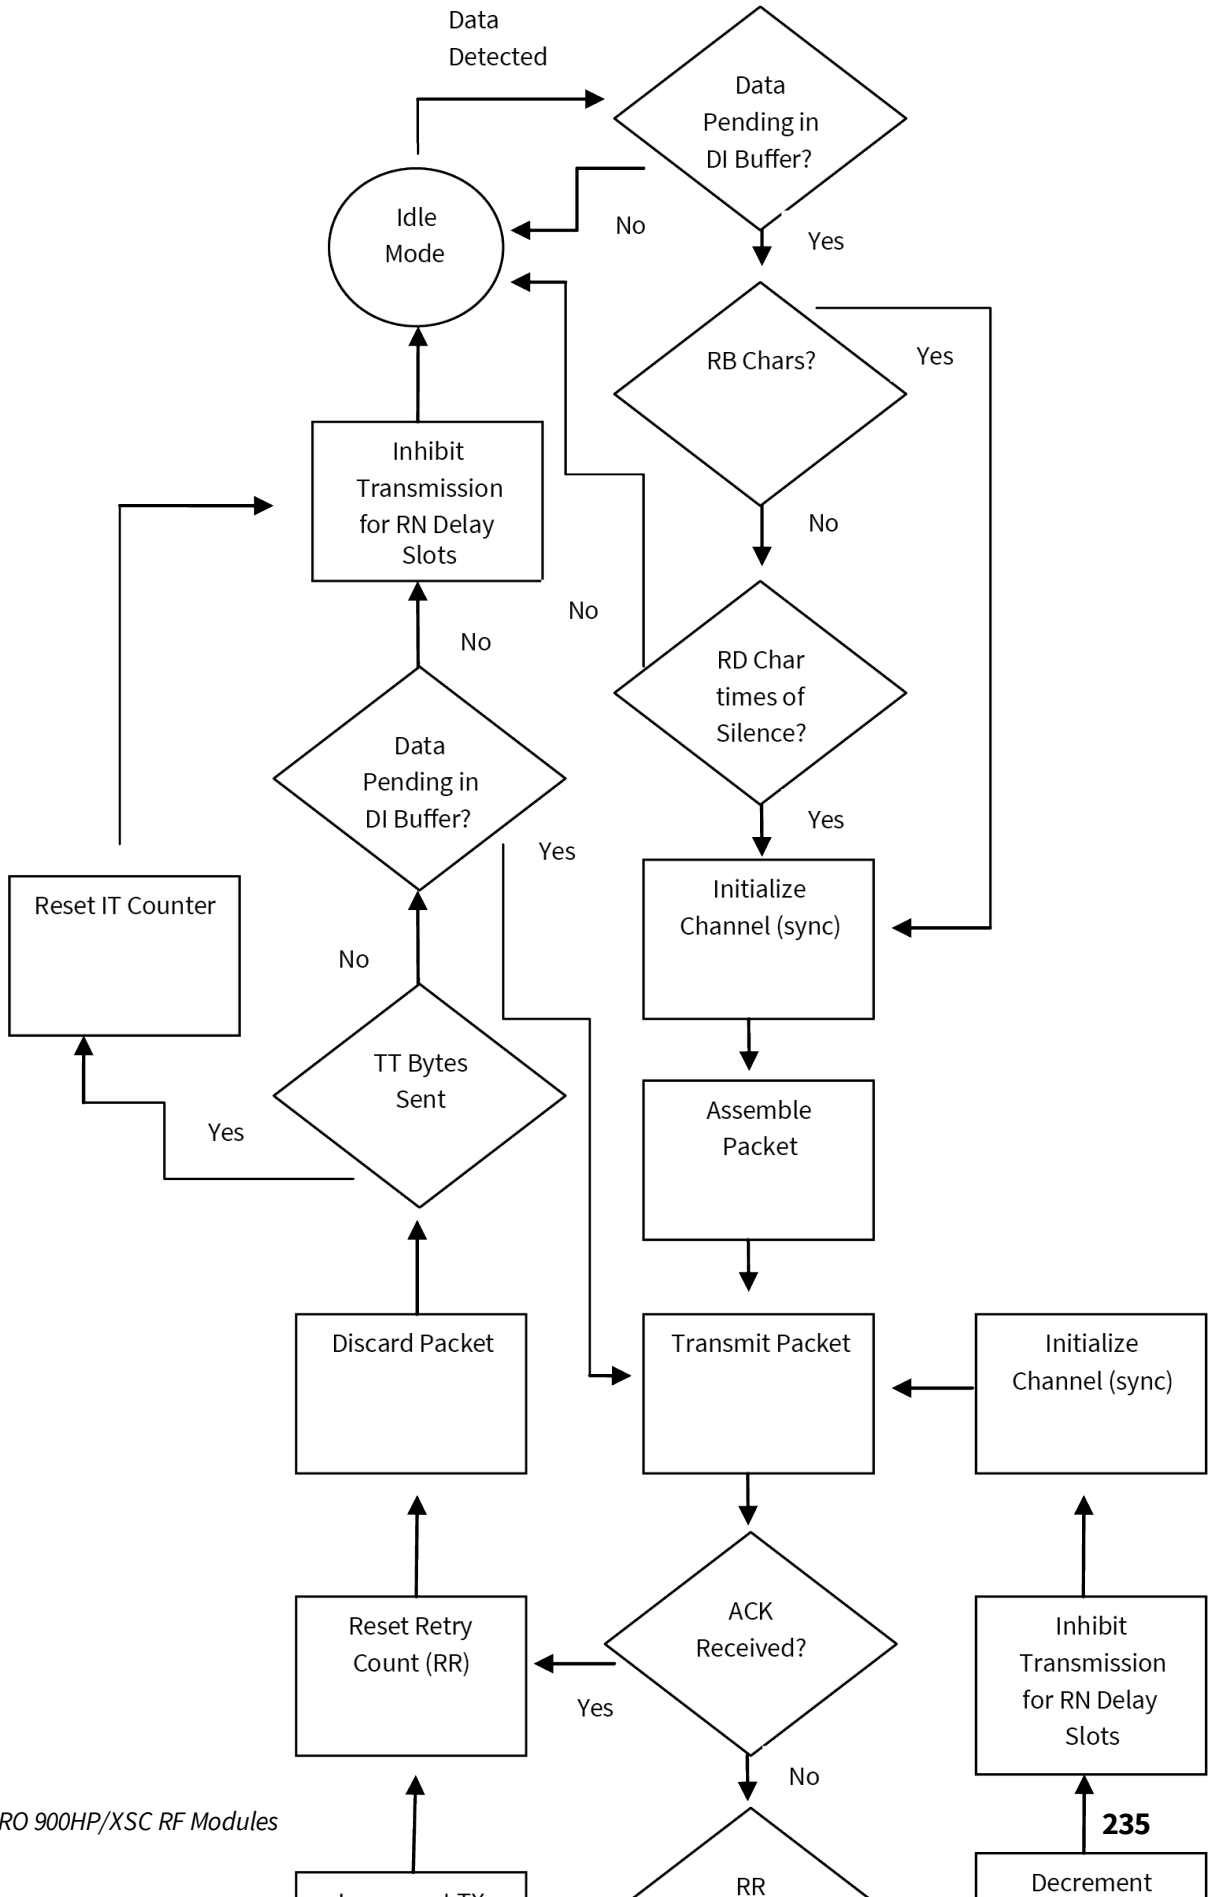 Data
Detected
Data
Pending in
DI Buffer?
Idle
Mode
No
Yes
RB Chars?
Yes
Inhibit
Transmission
for RN Delay
Slots
No
No
No
RD Char
times of
Silence?
Data
Pending in
DI Buffer?
Yes
Yes
Reset IT Counter
Initialize
Channel (sync)
No
TT Bytes
Sent
Yes
Assemble
Packet
Discard Packet
Transmit Packet
Initialize
Channel (sync)
Reset Retry
Count (RR)
ACK
Received?
Inhibit
Transmission
for RN Delay
Slots
Yes
No
RO 900HP/XSC RF Modules
235
RR
Decrement